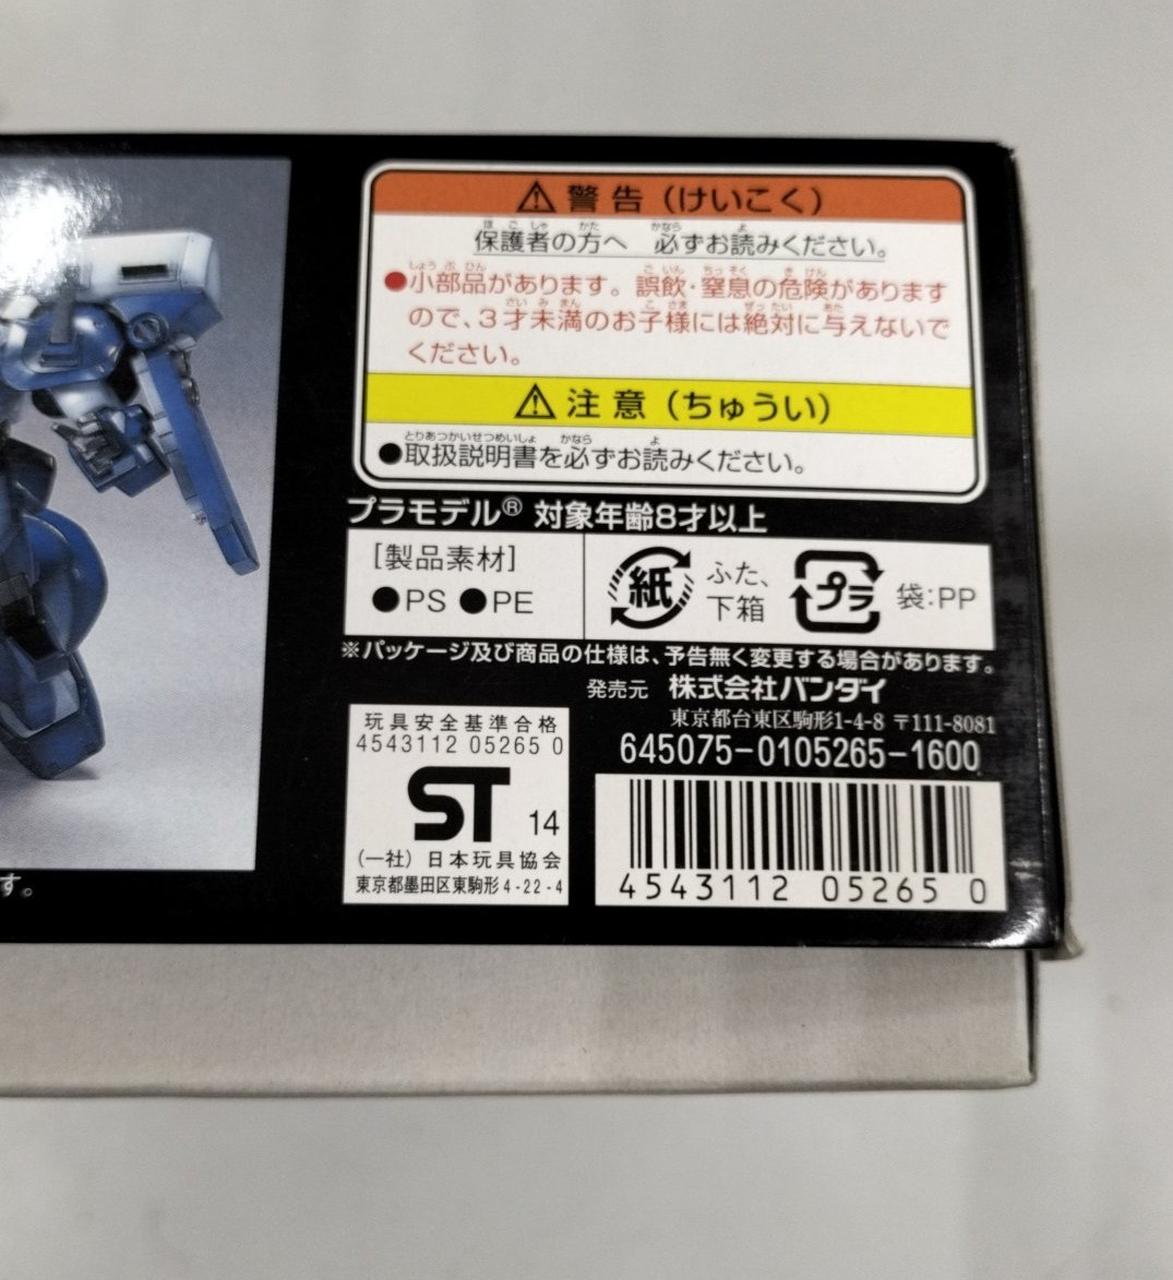 ⚠警告(けいこく)
保護者の方へ 必ずお読みください。
●小部品があります。誤飲・窒息の危険があります
ので、3才未満のお子様には絶対に与えないで
ください。
⚠注意(ちゅうい)
●取扱説明書を必ずお読みください。
プラモデル® 対象年齢8才以上
[製品素材]
●PS ●PE
紙 ふた、
下箱
プラ 袋:PP
※パッケージ及び商品の仕様は、予告無く変更する場合があります。
発売元 株式会社バンダイ
東京都台東区駒形1-4-8 〒111-8081
645075-0105265-1600
玩具安全基準合格
4543112 05265 0
ST 14
(一社)日本玩具協会
東京都墨田区東駒形4-22-4
4543112 05265 0
す。